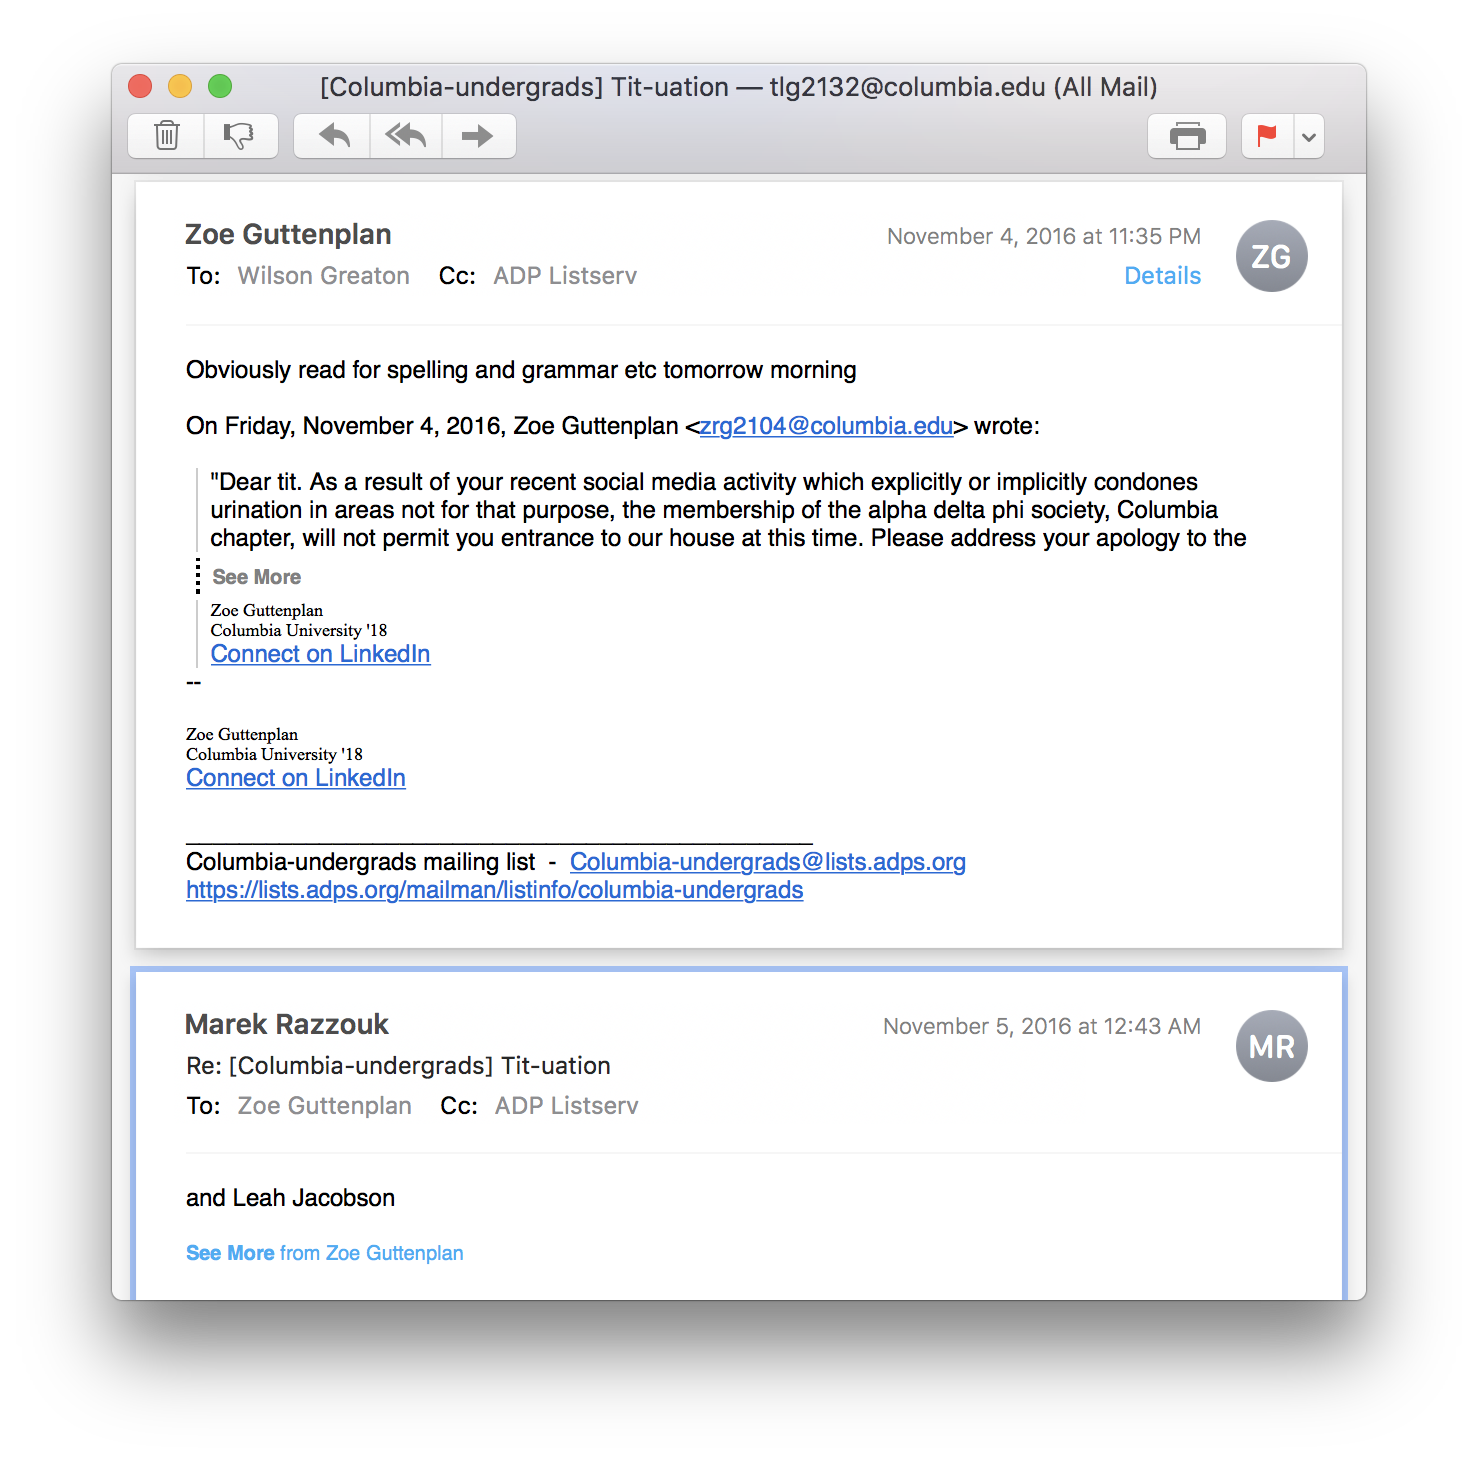 [Columbia-undergrads] Tit-uation — tlg2132@columbia.edu (All Mail)
Zoe Guttenplan
November 4, 2016 at 11:35 PM
ZG
To: Wilson Greaton Cc: ADP Listserv
Details
Obviously read for spelling and grammar etc tomorrow morning
On Friday, November 4, 2016, Zoe Guttenplan <zrg2104@columbia.edu> wrote:
"Dear tit. As a result of your recent social media activity which explicitly or implicitly condones
urination in areas not for that purpose, the membership of the alpha delta phi society, Columbia
chapter, will not permit you entrance to our house at this time. Please address your apology to the
See More
Zoe Guttenplan
Columbia University '18
Connect on LinkedIn
--
Zoe Guttenplan
Columbia University '18
Connect on LinkedIn
_______________________________________________
Columbia-undergrads mailing list - Columbia-undergrads@lists.adps.org
https://lists.adps.org/mailman/listinfo/columbia-undergrads
Marek Razzouk
November 5, 2016 at 12:43 AM
MR
Re: [Columbia-undergrads] Tit-uation
To: Zoe Guttenplan Cc: ADP Listserv
and Leah Jacobson
See More from Zoe Guttenplan